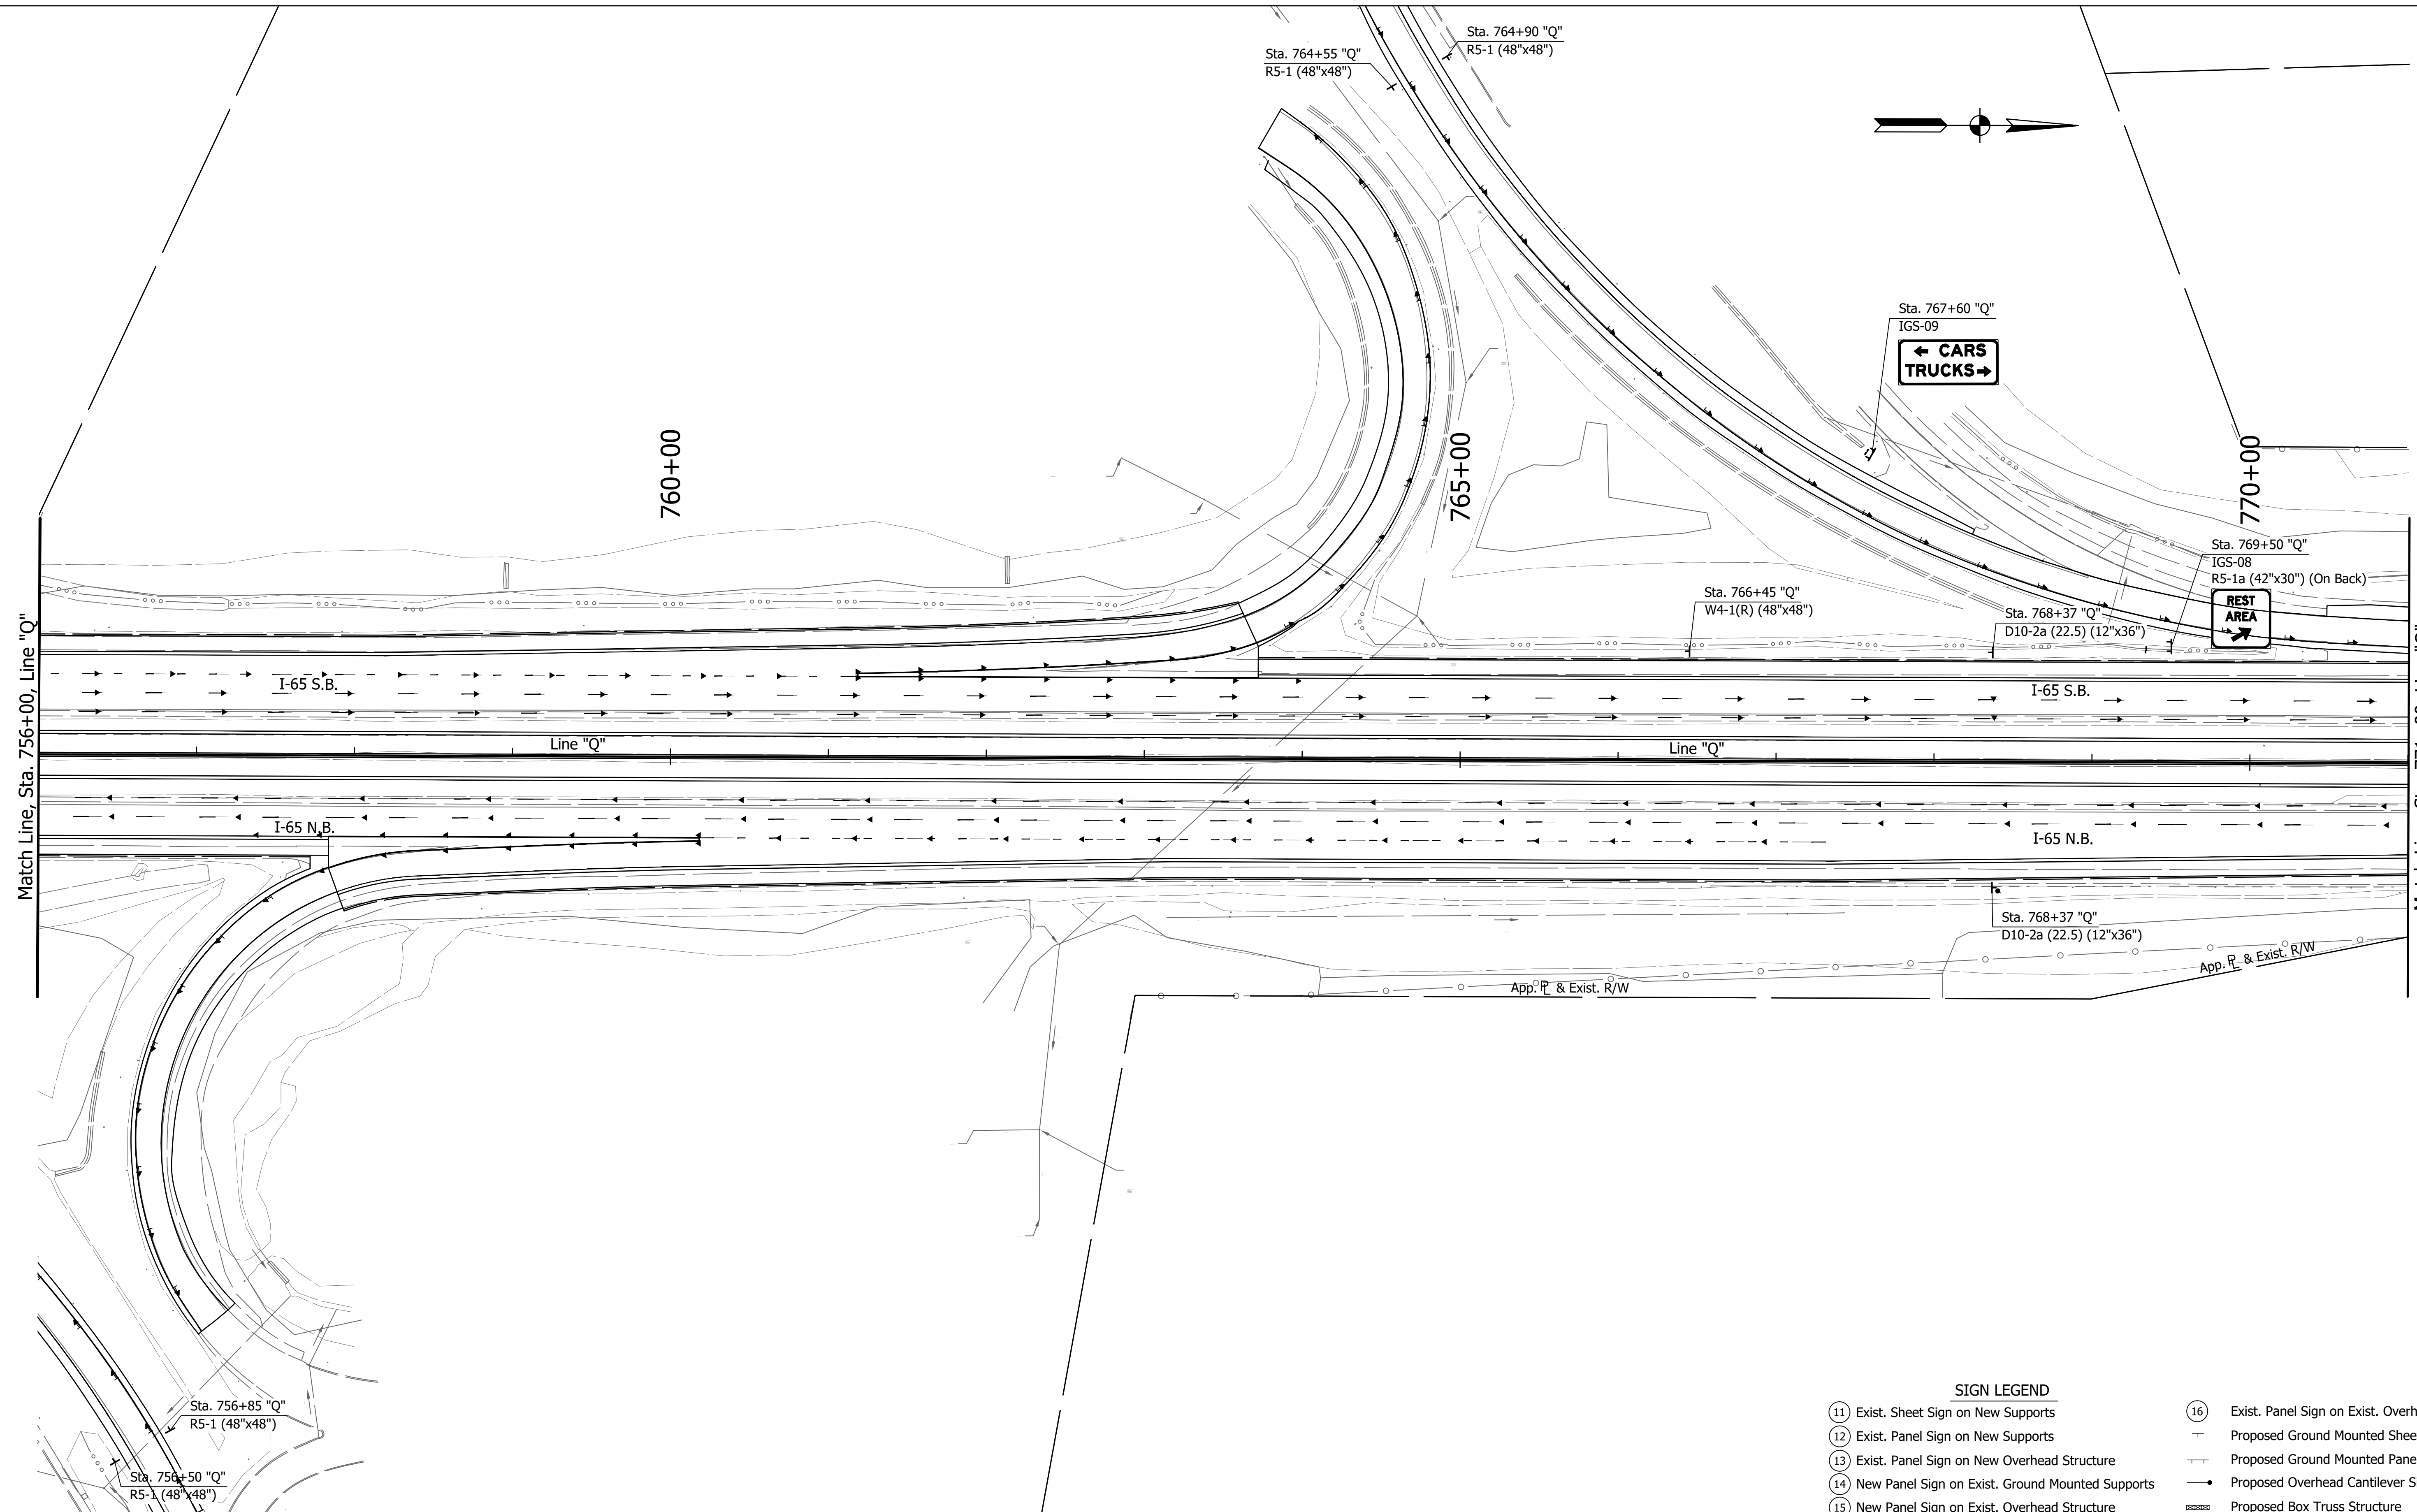 Sta. 764+90 "Q"
R5-1 (48"x48")
Sta. 764+55 "Q"
R5-1 (48"x48")
Sta. 767+60 "Q"
IGS-09
← CARS
TRUCKS→
760+00
765+00
770+00
Sta. 769+50 "Q"
IGS-08
R5-1a (42"x30") (On Back)
REST
AREA
Sta. 766+45 "Q"
W4-1(R) (48"x48")
Sta. 768+37 "Q"
D10-2a (22.5) (12"x36")
Match Line, Sta. 756+00, Line "Q"
I-65 S.B.
I-65 S.B.
Line "Q"
Line "Q"
I-65 N.B.
I-65 N.B.
Sta. 768+37 "Q"
D10-2a (22.5) (12"x36")
App. PL & Exist. R/W
App. PL & Exist. R/W
Sta. 756+85 "Q"
R5-1 (48"x48")
Sta. 756+50 "Q"
R5-1 (48"x48")
SIGN LEGEND
11 Exist. Sheet Sign on New Supports
12 Exist. Panel Sign on New Supports
13 Exist. Panel Sign on New Overhead Structure
14 New Panel Sign on Exist. Ground Mounted Supports
15 New Panel Sign on Exist. Overhead Structure
16 Exist. Panel Sign on Exist.
Proposed Ground Mounted
Proposed Ground Mounted
Proposed Overhead Cantilever
Proposed Box Truss Structure